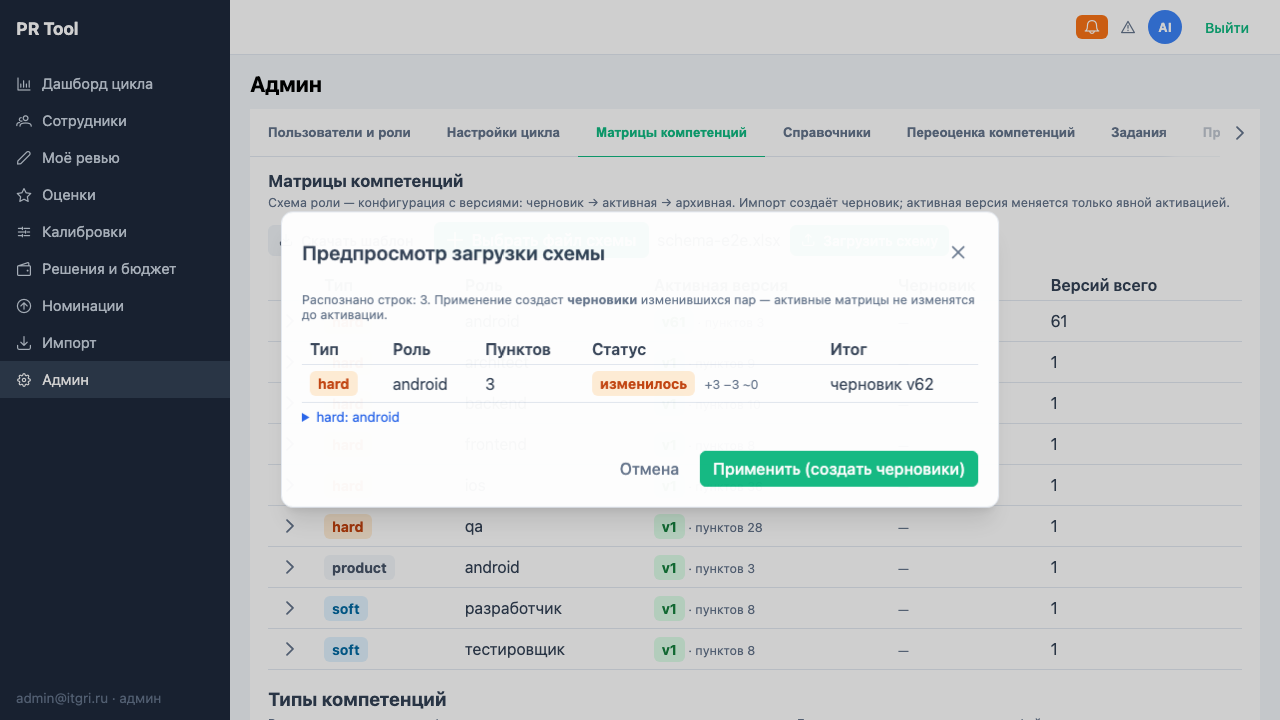 PR Tool
Дашборд цикла
Сотрудники
Моё ревью
Оценки
Калибровки
Решения и бюджет
Номинации
Импорт
Админ
admin@itgri.ru · админ
AI
Выйти
Админ
Пользователи и роли
Настройки цикла
Матрицы компетенций
Справочники
Переоценка компетенций
Задания
Пр
Матрицы компетенций
Схема роли — конфигурация с версиями: черновик → активная → архивная. Импорт создаёт черновик; активная версия меняется только явной активацией.
Предпросмотр загрузки схемы
Распознано строк: 3. Применение создаст черновики изменившихся пар — активные матрицы не изменятся
до активации.
Тип Роль Пунктов Статус Итог
hard android 3 изменилось +3 −3 ~0 черновик v62
hard: android
Отмена
Применить (создать черновики)
Версий всего
61
1
1
1
1
hard qa v1 · пунктов 28 — 1
product android v1 · пунктов 3 — 1
soft разработчик v1 · пунктов 8 — 1
soft тестировщик v1 · пунктов 8 — 1
Типы компетенций